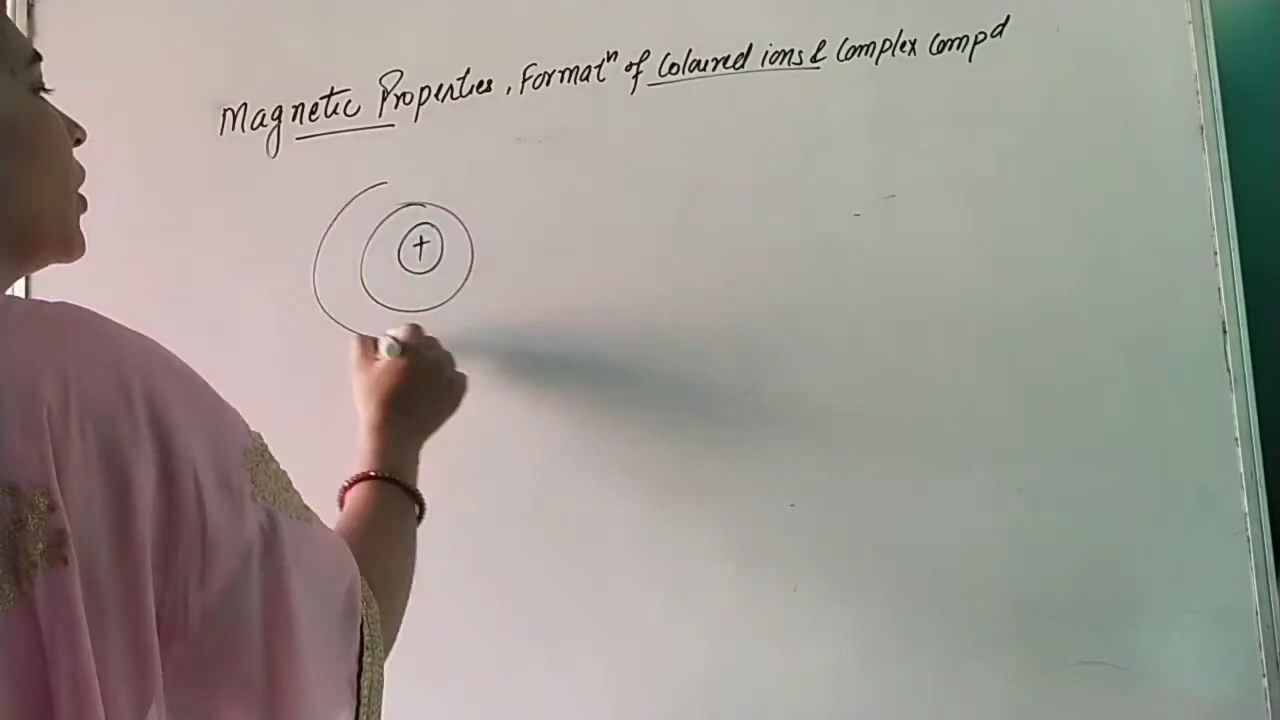 Magnetic Properties, Formatⁿ of Coloured ions & Complex Compᵈ
+